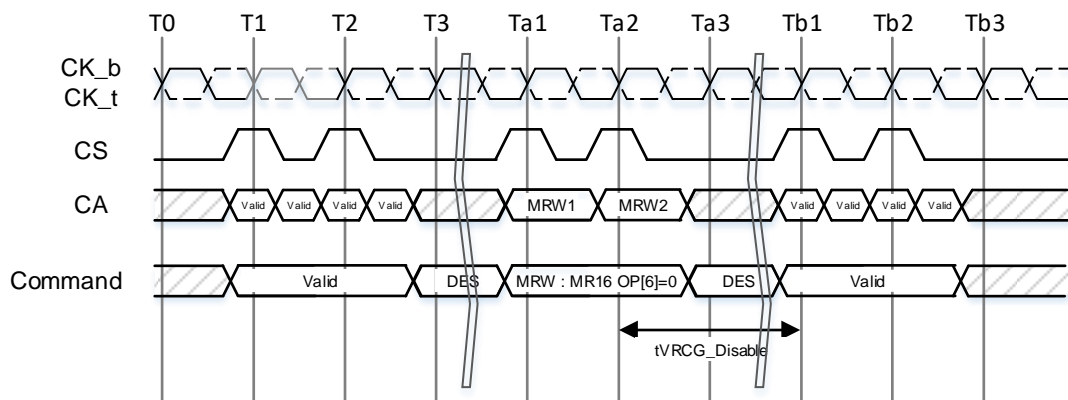 T0 T1 T2 T3 Ta1 Ta2 Ta3 Tb1 Tb2 Tb3
CK_b
CK_t
CS
CA Valid Valid Valid Valid MRW1 MRW2 Valid Valid Valid Valid
Command Valid DES MRW : MR16 OP[6]=0 DES Valid
tVRCG_Disable